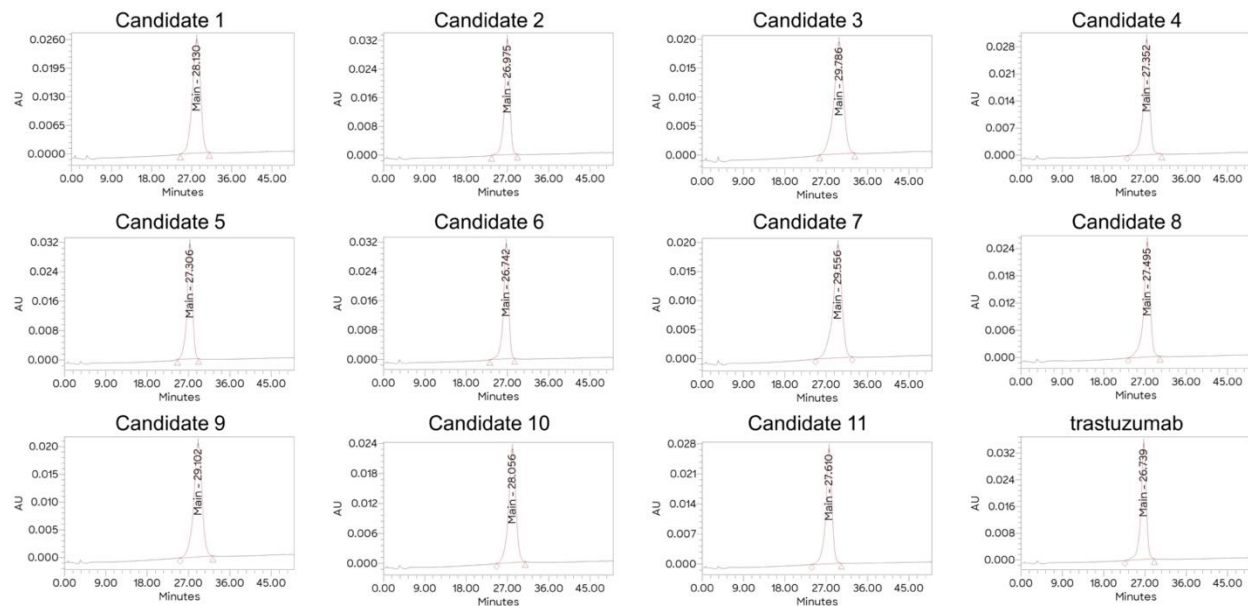 Candidate 1
0.0260
0.0195
0.0130
0.0065
0.0000
AU
Main - 28.130
0.00 9.00 18.00 27.00 36.00 45.00
Minutes
Candidate 2
0.032
0.024
0.016
0.008
0.000
AU
Main - 26.975
0.00 9.00 18.00 27.00 36.00 45.00
Minutes
Candidate 3
0.020
0.015
0.010
0.005
0.000
AU
Main - 29.786
0.00 9.00 18.00 27.00 36.00 45.00
Minutes
Candidate 4
0.028
0.021
0.014
0.007
0.000
AU
Main - 27.352
0.00 9.00 18.00 27.00 36.00 45.00
Minutes
Candidate 5
0.032
0.024
0.016
0.008
0.000
AU
Main - 27.306
0.00 9.00 18.00 27.00 36.00 45.00
Minutes
Candidate 6
0.032
0.024
0.016
0.008
0.000
AU
Main - 26.742
0.00 9.00 18.00 27.00 36.00 45.00
Minutes
Candidate 7
0.020
0.015
0.010
0.005
0.000
AU
Main - 29.556
0.00 9.00 18.00 27.00 36.00 45.00
Minutes
Candidate 8
0.024
0.018
0.012
0.006
0.000
AU
Main - 27.495
0.00 9.00 18.00 27.00 36.00 45.00
Minutes
Candidate 9
0.020
0.015
0.010
0.005
0.000
AU
Main - 29.102
0.00 9.00 18.00 27.00 36.00 45.00
Minutes
Candidate 10
0.024
0.018
0.012
0.006
0.000
AU
Main - 28.056
0.00 9.00 18.00 27.00 36.00 45.00
Minutes
Candidate 11
0.028
0.021
0.014
0.007
0.000
AU
Main - 27.610
0.00 9.00 18.00 27.00 36.00 45.00
Minutes
trastuzumab
0.032
0.024
0.016
0.008
0.000
AU
Main - 26.739
0.00 9.00 18.00 27.00 36.00 45.00
Minutes